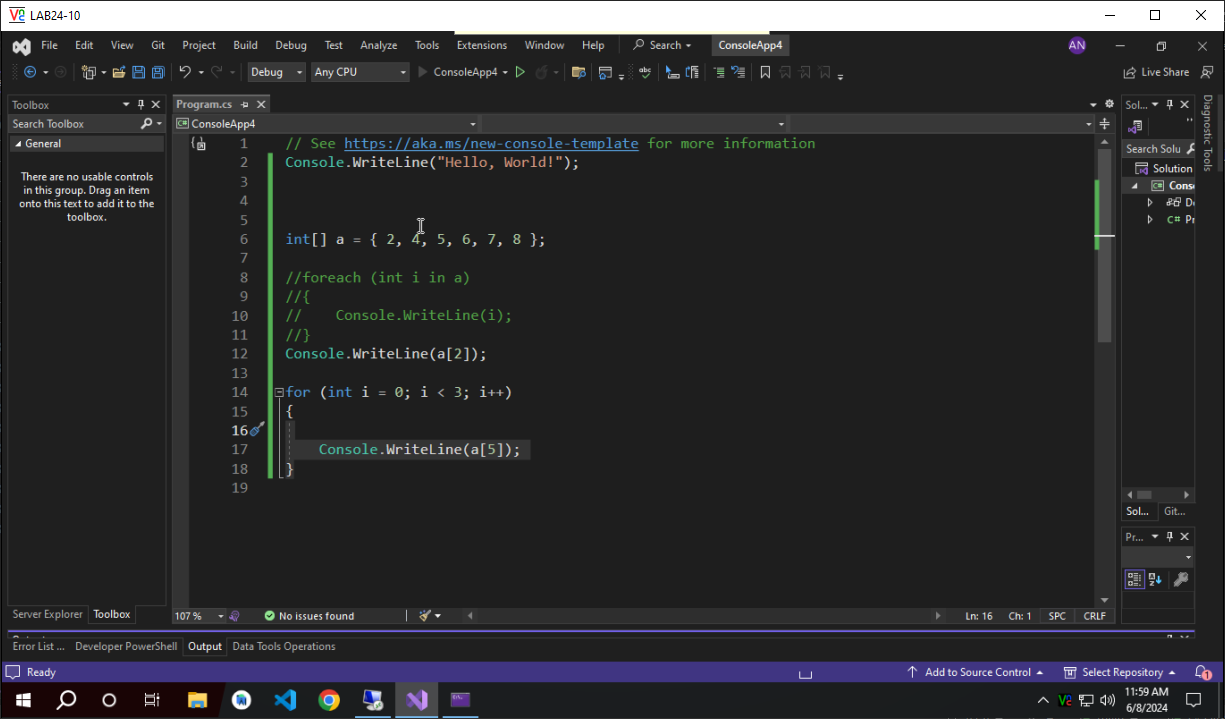 LAB24-10
File Edit View Git Project Build Debug Test Analyze Tools Extensions Window Help Search ConsoleApp4 AN
Debug Any CPU ConsoleApp4 Live Share
Toolbox
Search Toolbox
General
There are no usable controls
in this group. Drag an item
onto this text to add it to the
toolbox.
Server Explorer Toolbox
Program.cs
ConsoleApp4
1 // See https://aka.ms/new-console-template for more information
2 Console.WriteLine("Hello, World!");
3
4
5
6 int[] a = { 2, 4, 5, 6, 7, 8 };
7
8 //foreach (int i in a)
9 //{
10 //    Console.WriteLine(i);
11 //}
12 Console.WriteLine(a[2]);
13
14 for (int i = 0; i < 3; i++)
15 {
16
17     Console.WriteLine(a[5]);
18 }
19
107 % No issues found Ln: 16 Ch: 1 SPC CRLF
Sol...
Search Solu
Solution
Cons
De
C# Pr
Sol... Git...
Pr...
Diagnostic Tools
Error List ... Developer PowerShell Output Data Tools Operations
Ready Add to Source Control Select Repository 1
11:59 AM
6/8/2024